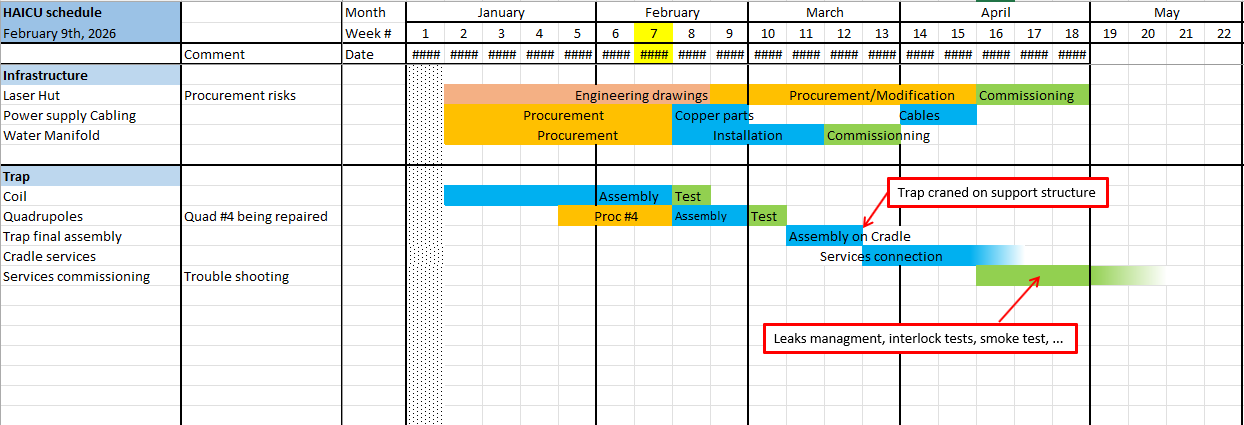 HAICU schedule Month January February March April May
February 9th, 2026 Week # 1 2 3 4 5 6 7 8 9 10 11 12 13 14 15 16 17 18 19 20 21 22
Comment Date #### #### #### #### #### #### #### #### #### #### #### #### #### #### #### #### #### ####
Infrastructure
Laser Hut Procurement risks Engineering drawings Procurement/Modification Commissioning
Power supply Cabling Procurement Copper parts Cables
Water Manifold Procurement Installation Commissionning
Trap
Coil Assembly Test
Trap craned on support structure
Quadrupoles Quad #4 being repaired Proc #4 Assembly Test
Trap final assembly Assembly on Cradle
Cradle services Services connection
Services commissioning Trouble shooting
Leaks managment, interlock tests, smoke test, ...